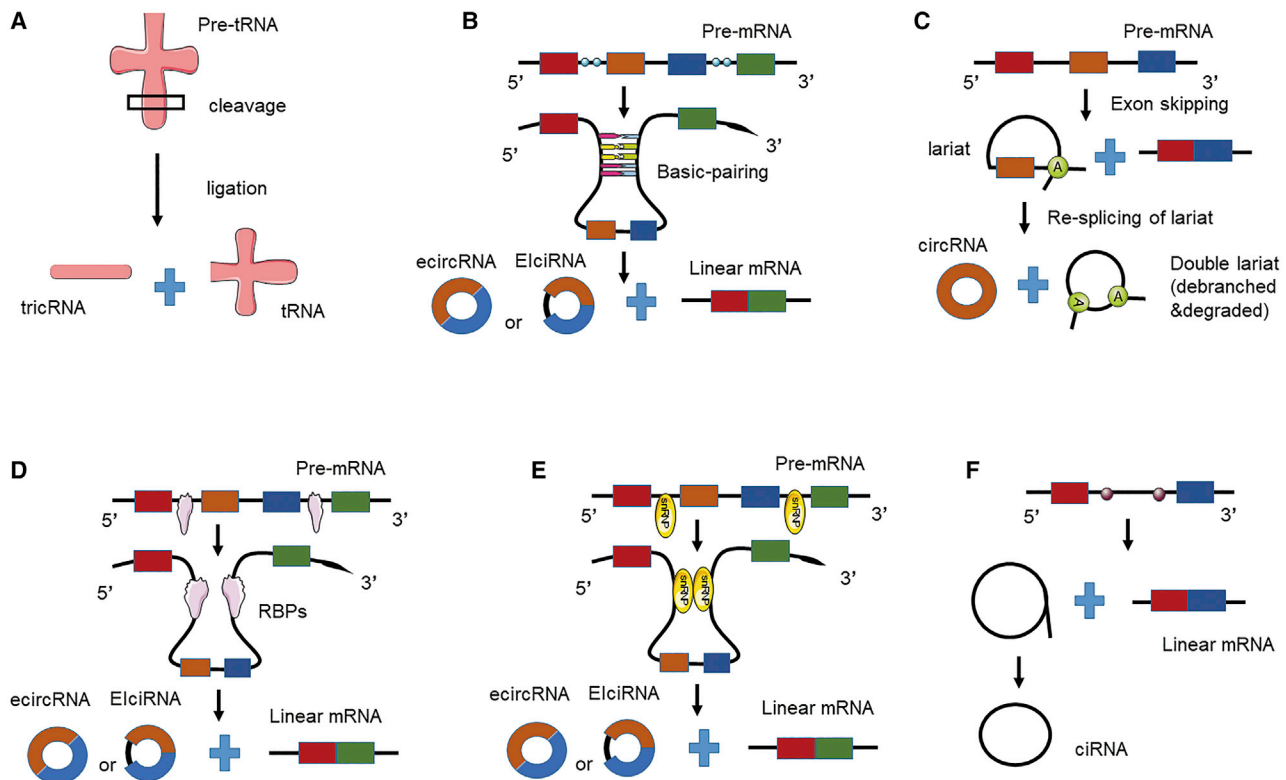 A
Pre-tRNA
cleavage
ligation
tricRNA
tRNA
B
Pre-mRNA
5’
3’
5’
3’
Basic-pairing
ecircRNA
EIciRNA
or
Linear mRNA
C
Pre-mRNA
5’
3’
Exon skipping
lariat
A
Re-splicing of lariat
circRNA
A
A
Double lariat
(debranched
&degraded)
D
Pre-mRNA
5’
3’
5’
3’
RBPs
ecircRNA
EIciRNA
or
Linear mRNA
E
Pre-mRNA
5’
3’
snRNP
snRNP
5’
3’
snRNP
snRNP
ecircRNA
EIciRNA
or
Linear mRNA
F
5’
3’
Linear mRNA
ciRNA